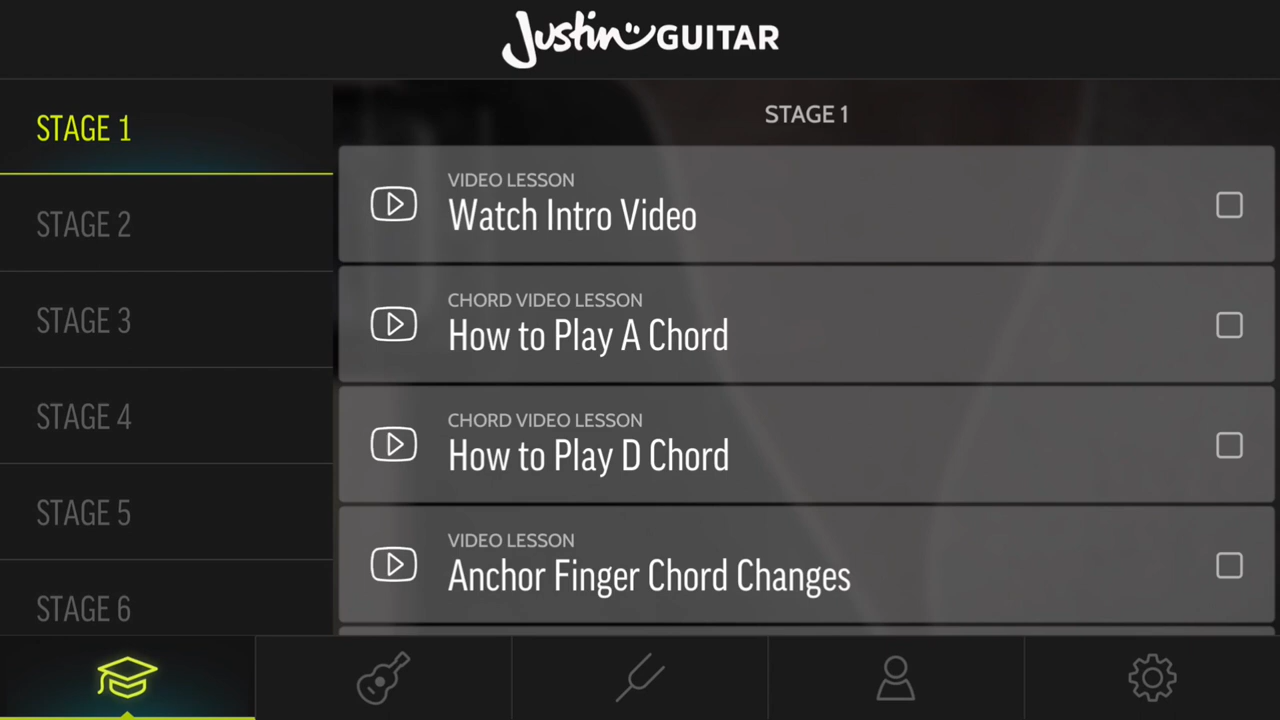 Justin GUITAR
STAGE 1
STAGE 2
STAGE 3
STAGE 4
STAGE 5
STAGE 6
STAGE 1
VIDEO LESSON
Watch Intro Video
CHORD VIDEO LESSON
How to Play A Chord
CHORD VIDEO LESSON
How to Play D Chord
VIDEO LESSON
Anchor Finger Chord Changes